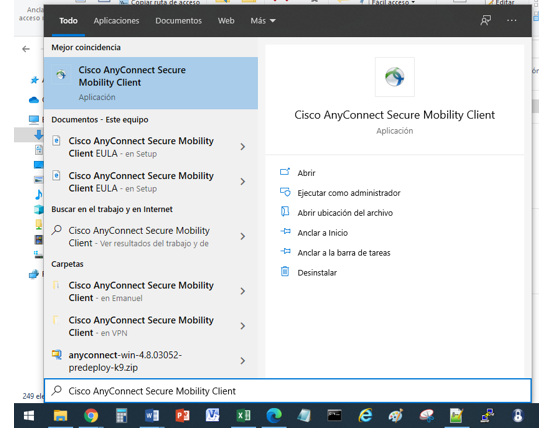 Copiar ruta de acceso
Fácil acceso
Editar
Ancla
acceso
Todo Aplicaciones Documentos Web Más
Mejor coincidencia
Cisco AnyConnect Secure
Mobility Client
Aplicación
Documentos - Este equipo
Cisco AnyConnect Secure Mobility
Client EULA - en Setup
Cisco AnyConnect Secure Mobility
Client EULA - en Setup
Buscar en el trabajo y en Internet
Cisco AnyConnect Secure Mobility
Client - Ver resultados del trabajo y de
Carpetas
Cisco AnyConnect Secure Mobility
Client - en Emanuel
Cisco AnyConnect Secure Mobility
Client - en VPN
anyconnect-win-4.8.03052-
predeploy-k9.zip
Cisco AnyConnect Secure Mobility Client
Aplicación
Abrir
Ejecutar como administrador
Abrir ubicación del archivo
Anclar a Inicio
Anclar a la barra de tareas
Desinstalar
249 ele
Cisco AnyConnect Secure Mobility Client